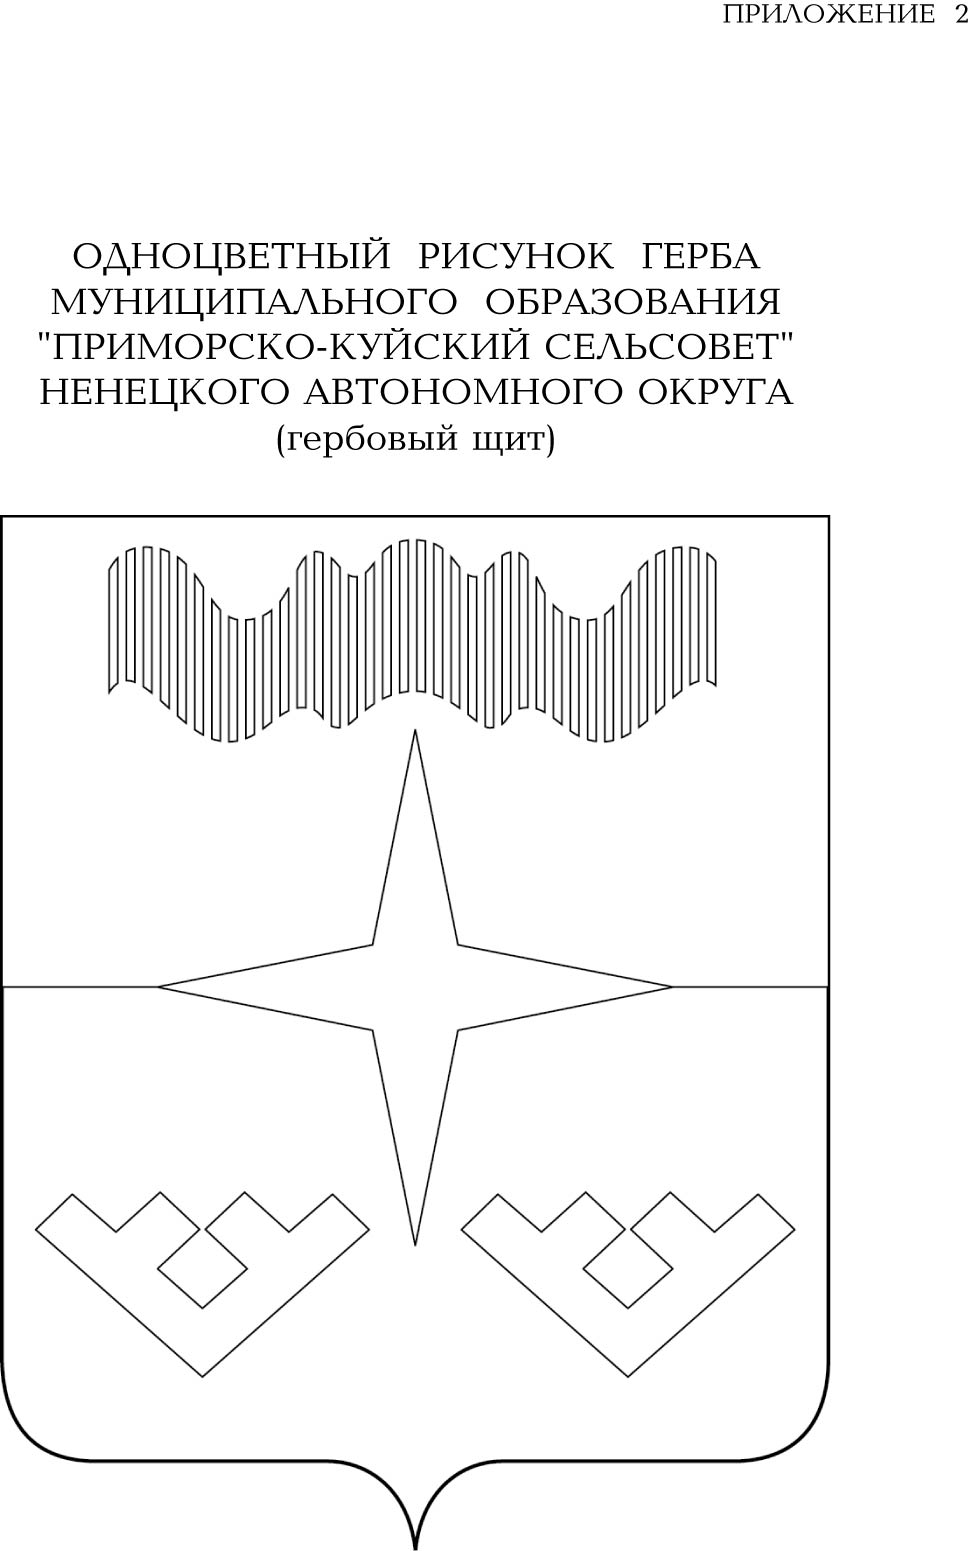 ПРИЛОЖЕНИЕ 2
ОДНОЦВЕТНЫЙ РИСУНОК ГЕРБА
МУНИЦИПАЛЬНОГО ОБРАЗОВАНИЯ
"ПРИМОРСКО-КУЙСКИЙ СЕЛЬСОВЕТ"
НЕНЕЦКОГО АВТОНОМНОГО ОКРУГА
(гербовый щит)